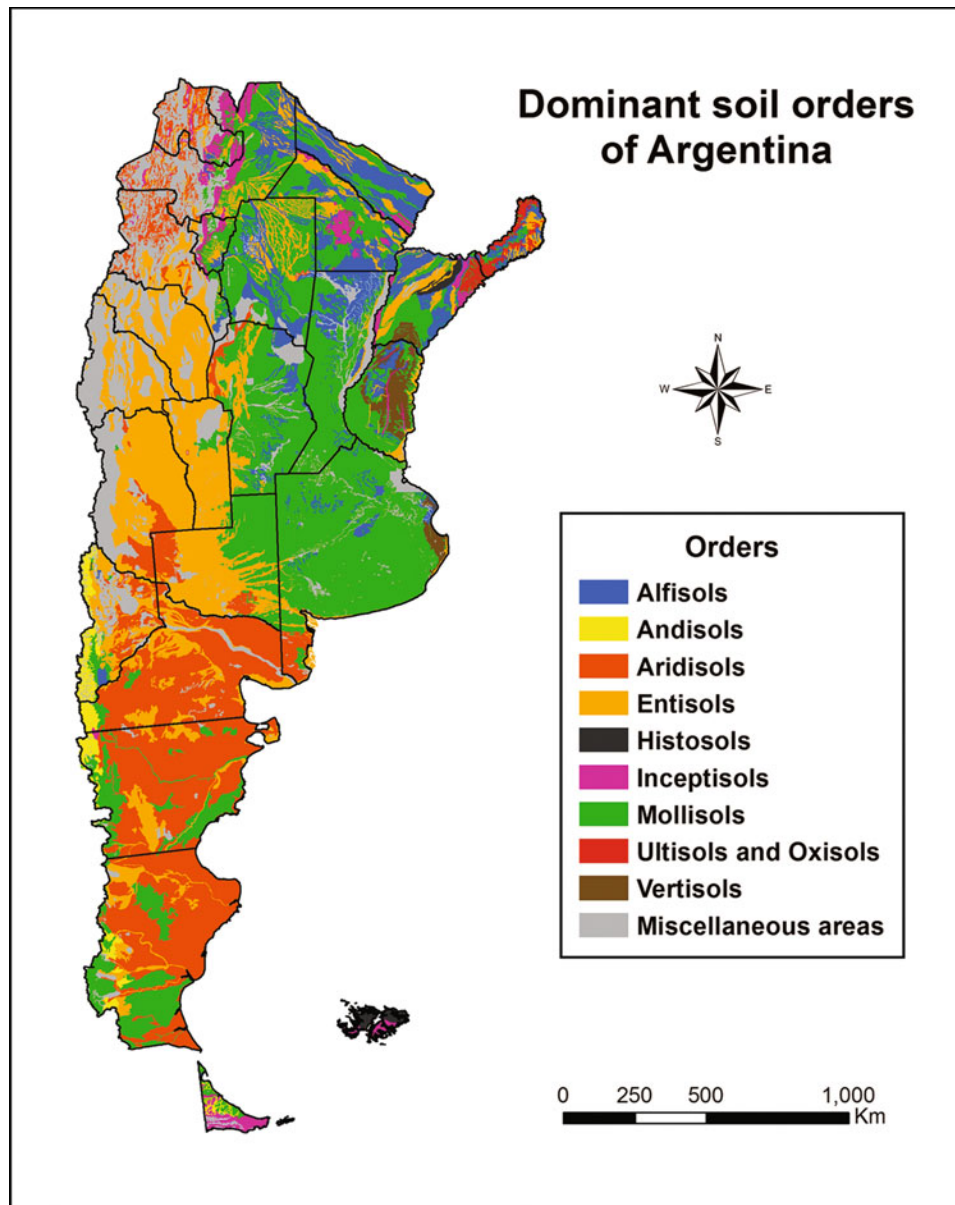 Dominant soil orders
of Argentina
N
W E
S
Orders
Alfisols
Andisols
Aridisols
Entisols
Histosols
Inceptisols
Mollisols
Ultisols and Oxisols
Vertisols
Miscellaneous areas
0 250 500 1,000
Km